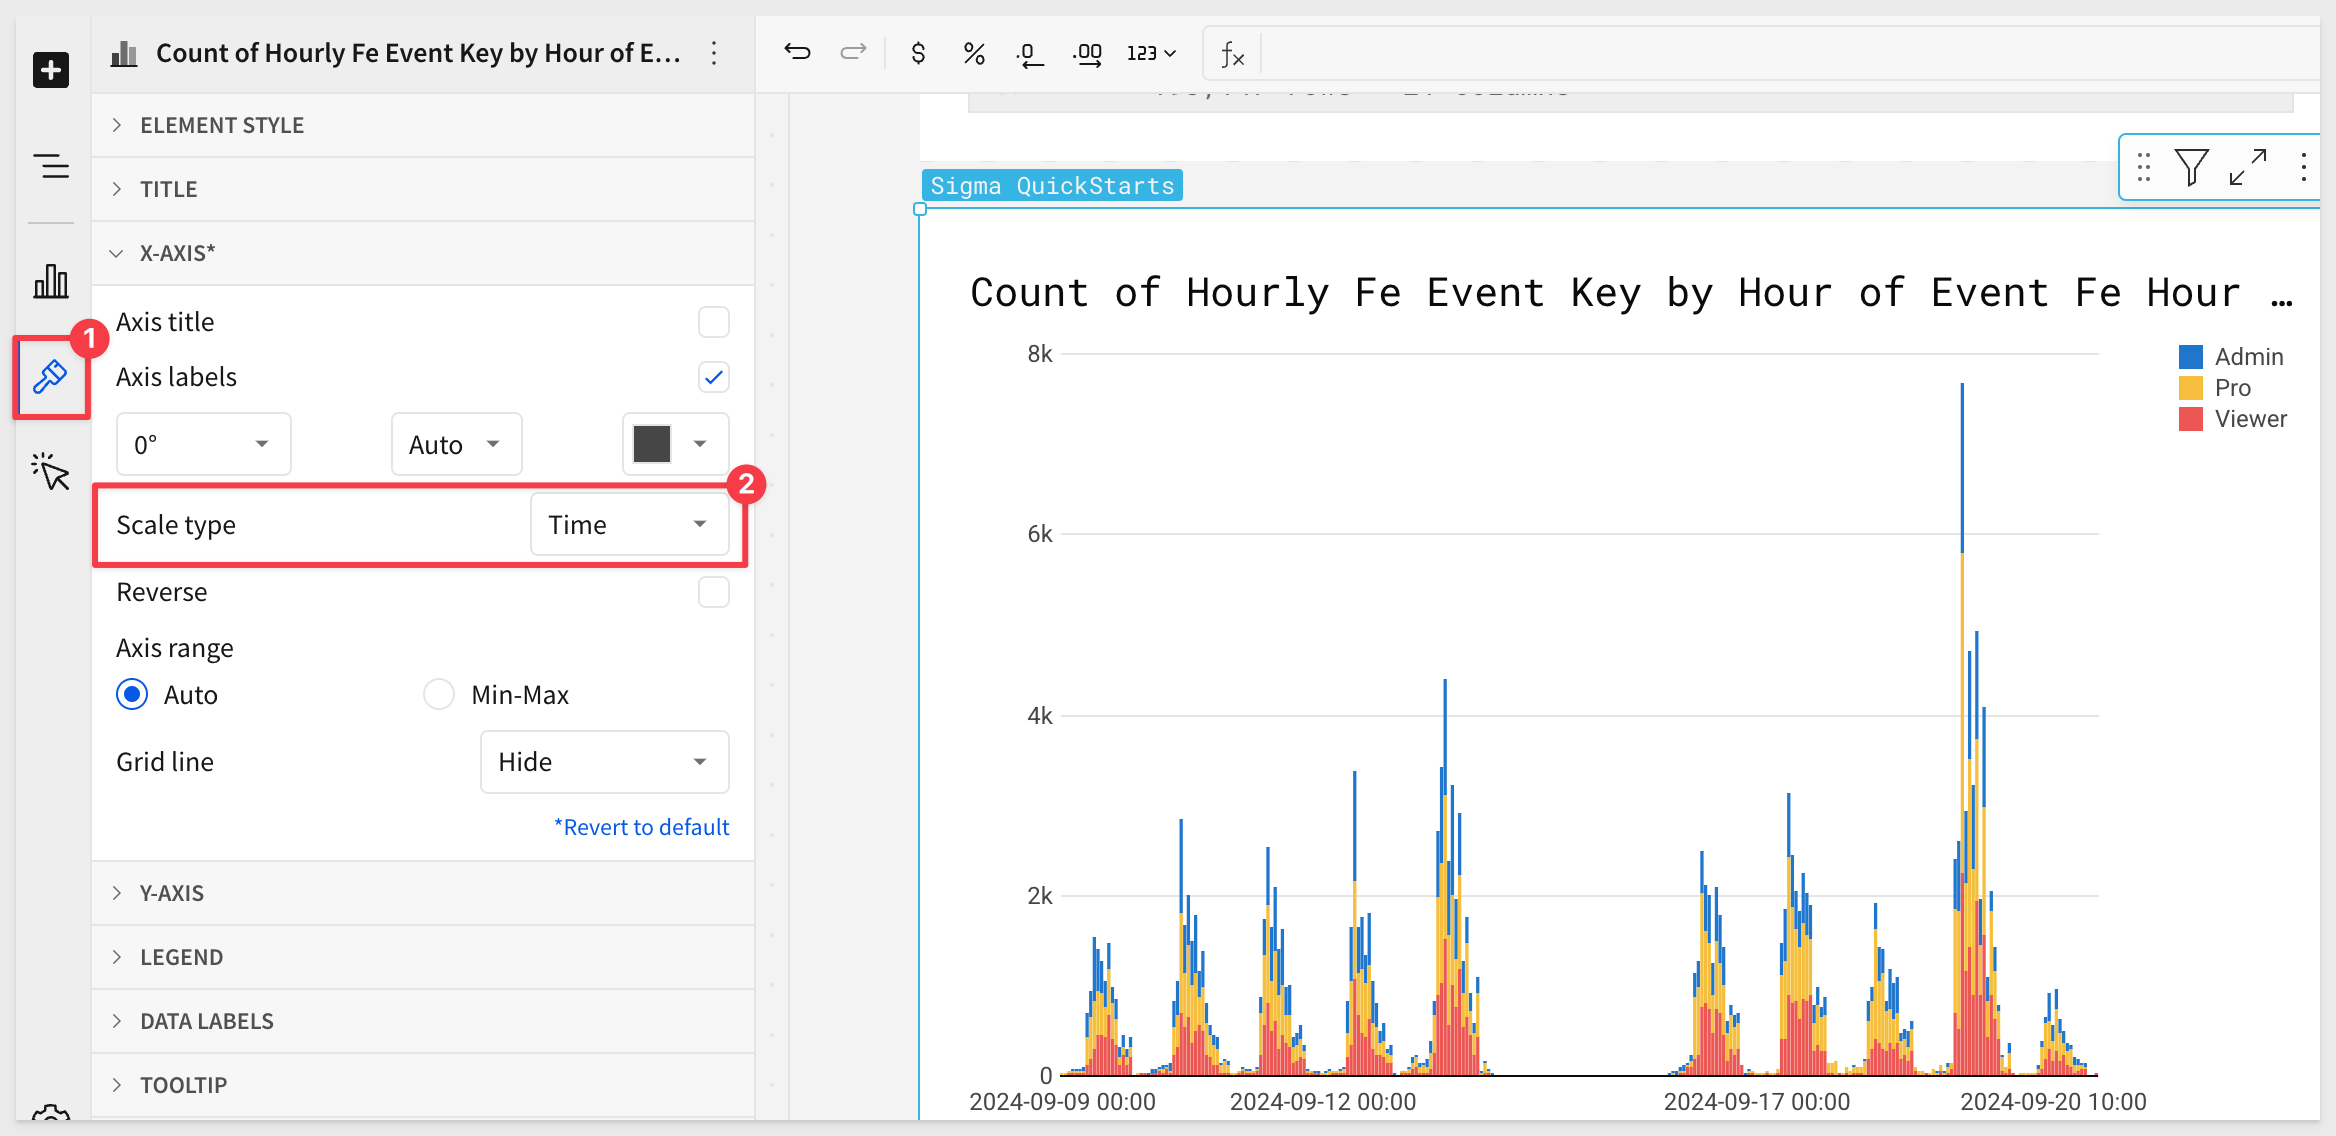 Count of Hourly Fe Event Key by Hour of E...
$ % .0 .00 123 fx
ELEMENT STYLE
TITLE
X-AXIS*
Axis title
Axis labels
0° Auto
Scale type Time
Reverse
Axis range
Auto Min-Max
Grid line Hide
*Revert to default
Y-AXIS
LEGEND
DATA LABELS
TOOLTIP
1
2
Sigma QuickStarts
Count of Hourly Fe Event Key by Hour of Event Fe Hour …
8k
6k
4k
2k
0
2024-09-09 00:00 2024-09-12 00:00 2024-09-17 00:00 2024-09-20 10:00
Admin
Pro
Viewer